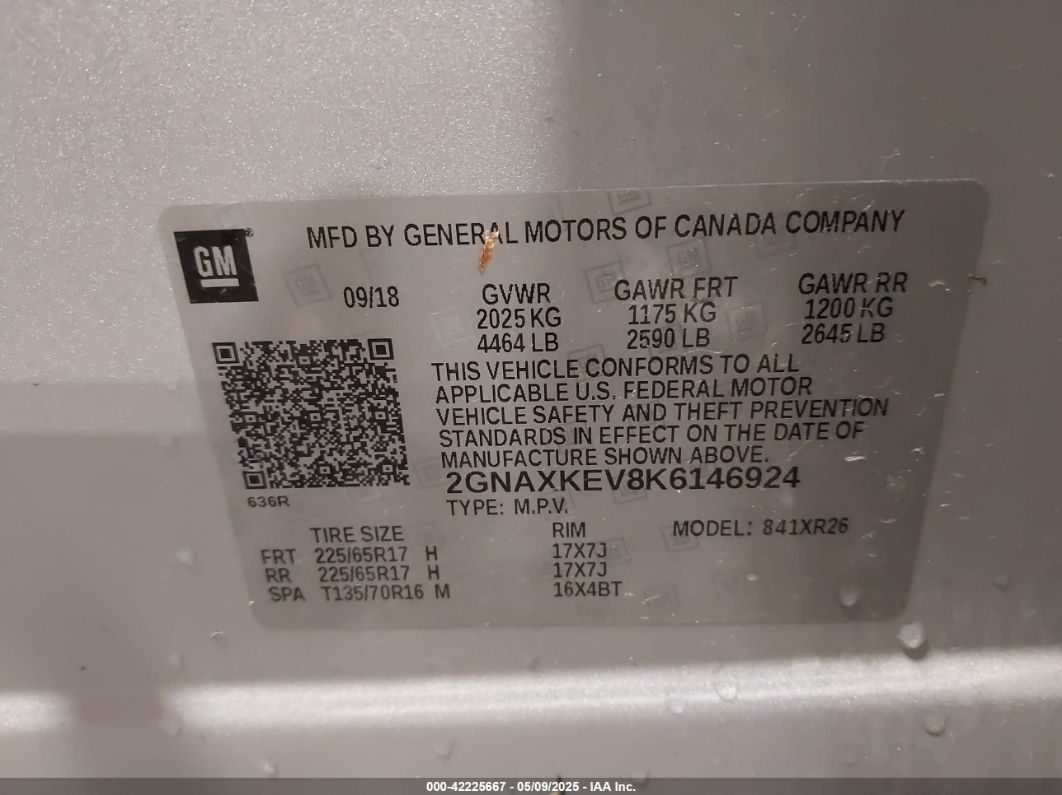 MFD BY GENERAL MOTORS OF CANADA COMPANY
GM
®
09/18
GVWR GAWR FRT GAWR RR
2025 KG 1175 KG 1200 KG
4464 LB 2590 LB 2645 LB
THIS VEHICLE CONFORMS TO ALL
APPLICABLE U.S. FEDERAL MOTOR
VEHICLE SAFETY AND THEFT PREVENTION
STANDARDS IN EFFECT ON THE DATE OF
MANUFACTURE SHOWN ABOVE.
2GNAXKEV8K6146924
636R
TYPE: M.P.V.
TIRE SIZE RIM MODEL: 841XR26
FRT 225/65R17 H 17X7J
RR 225/65R17 H 17X7J
SPA T135/70R16 M 16X4BT
000-42225667 - 05/09/2025 - IAA Inc.